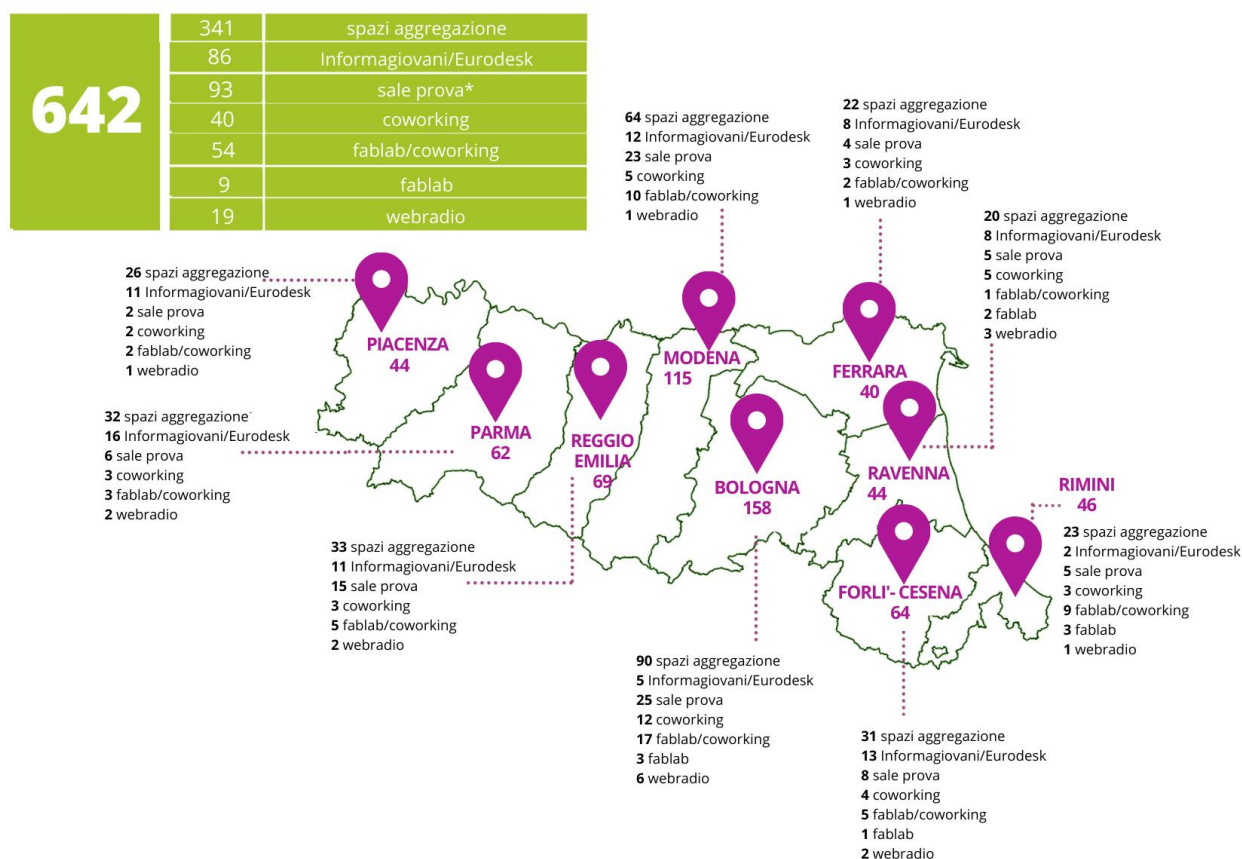 642
341 spazi aggregazione
86 Informagiovani/Eurodesk
93 sale prova*
40 coworking
54 fablab/coworking
9 fablab
19 webradio
64 spazi aggregazione
12 Informagiovani/Eurodesk
23 sale prova
5 coworking
10 fablab/coworking
1 webradio
22 spazi aggregazione
8 Informagiovani/Eurodesk
4 sale prova
3 coworking
2 fablab/coworking
1 webradio
20 spazi aggregazione
8 Informagiovani/Eurodesk
5 sale prova
5 coworking
1 fablab/coworking
2 fablab
3 webradio
26 spazi aggregazione
11 Informagiovani/Eurodesk
2 sale prova
2 coworking
2 fablab/coworking
1 webradio
PIACENZA
44
MODENA
115
FERRARA
40
32 spazi aggregazione
16 Informagiovani/Eurodesk
6 sale prova
3 coworking
3 fablab/coworking
2 webradio
PARMA
62
REGGIO
EMILIA
69
BOLOGNA
158
RAVENNA
44
RIMINI
46
23 spazi aggregazione
2 Informagiovani/Eurodesk
5 sale prova
3 coworking
9 fablab/coworking
3 fablab
1 webradio
33 spazi aggregazione
11 Informagiovani/Eurodesk
15 sale prova
3 coworking
5 fablab/coworking
2 webradio
FORLI'- CESENA
64
90 spazi aggregazione
5 Informagiovani/Eurodesk
25 sale prova
12 coworking
17 fablab/coworking
3 fablab
6 webradio
31 spazi aggregazione
13 Informagiovani/Eurodesk
8 sale prova
4 coworking
5 fablab/coworking
1 fablab
2 webradio